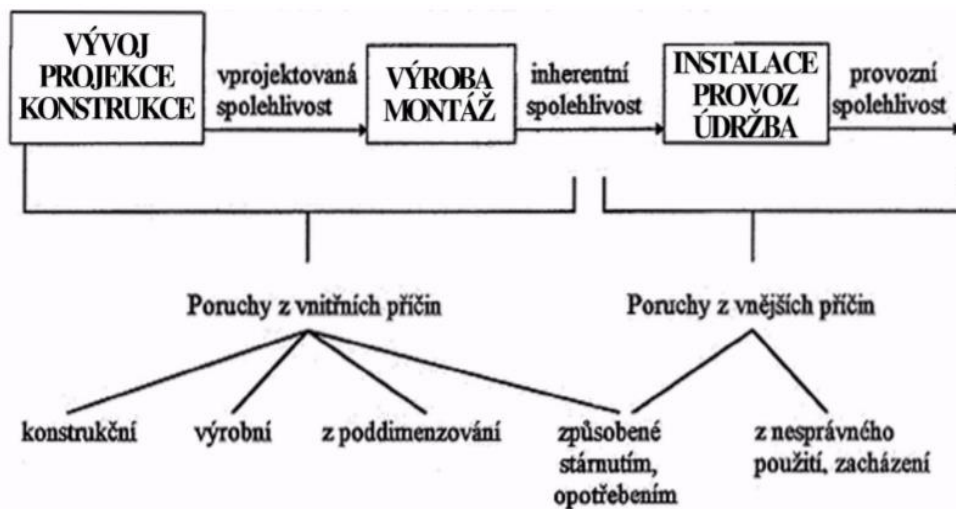 VÝVOJ
PROJEKCE
KONSTRUKCE
vprojektovaná
spolehlivost
VÝROBA
MONTÁŽ
inherentní
spolehlivost
INSTALACE
PROVOZ
ÚDRŽBA
provozní
spolehlivost
Poruchy z vnitřních příčin
Poruchy z vnějších příčin
konstrukční
výrobní
z poddimenzování
způsobené
stárnutím,
opotřebením
z nesprávného
použití, zacházení